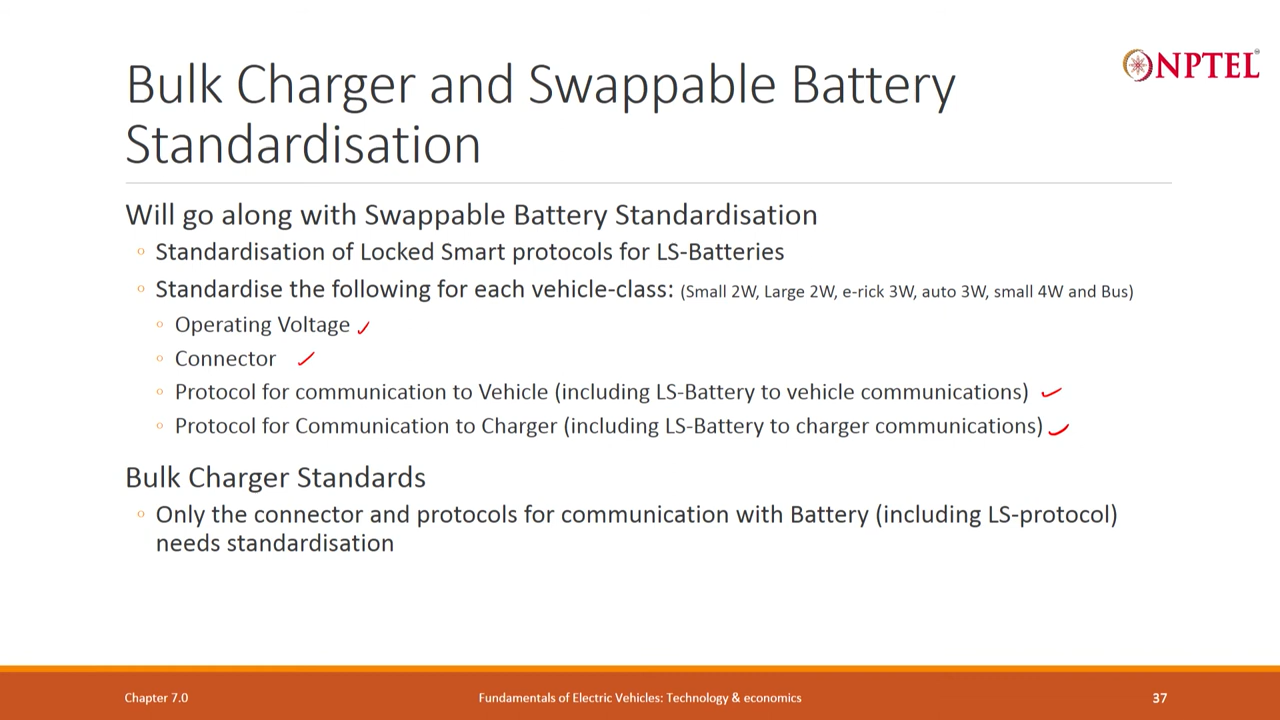 NPTEL
Bulk Charger and Swappable Battery
Standardisation
Will go along with Swappable Battery Standardisation
Standardisation of Locked Smart protocols for LS-Batteries
Standardise the following for each vehicle-class: (Small 2W, Large 2W, e-rick 3W, auto 3W, small 4W and Bus)
Operating Voltage
Connector
Protocol for communication to Vehicle (including LS-Battery to vehicle communications)
Protocol for Communication to Charger (including LS-Battery to charger communications)
Bulk Charger Standards
Only the connector and protocols for communication with Battery (including LS-protocol)
needs standardisation
Chapter 7.0
Fundamentals of Electric Vehicles: Technology & economics
37